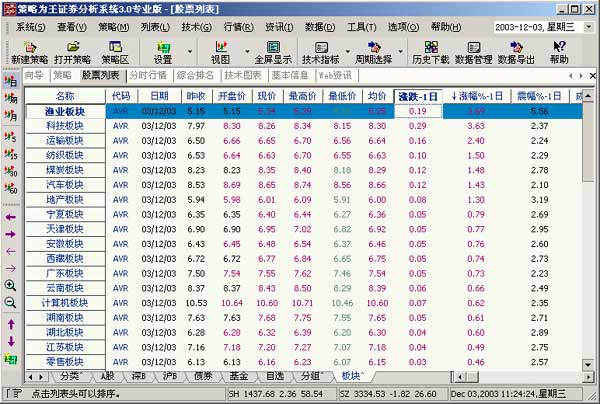 策略为王证券分析系统3.0专业版 - [股票列表]
系统(S) 查看(V) 策略(M) 列表(L) 技术(G) 行情(R) 资讯(I) 数据(D) 工具(T) 选项(O) 帮助(H) 2003-12-03,星期三
新建策略 打开策略 策略区 设置 视图 全屏显示 技术指标 周期选择 历史下载 数据管理 数据导出 帮助
向导 策略 股票列表 分时行情 综合排名 技术图表 基本信息 Web资讯
名称 代码 日期 昨收 开盘价 现价 最高价 最低价 均价 涨跌-1日 ↓涨幅%-1日 震幅%-1日
渔业板块 AVR 03/12/03 5.15 5.15 5.34 5.39 5.25 0.19 3.69 5.56
科技板块 AVR 03/12/03 7.97 8.30 8.26 8.34 8.15 8.30 0.29 3.63 2.37
运输板块 AVR 03/12/03 6.50 6.66 6.65 6.70 6.56 6.64 0.16 2.40 2.24
纺织板块 AVR 03/12/03 6.53 6.64 6.63 6.70 6.55 6.63 0.10 1.50 2.29
煤炭板块 AVR 03/12/03 8.23 8.23 8.35 8.40 8.18 8.29 0.12 1.48 2.78
汽车板块 AVR 03/12/03 8.53 8.69 8.65 8.74 8.56 8.66 0.12 1.43 2.10
地产板块 AVR 03/12/03 5.94 5.98 6.01 6.09 5.91 6.00 0.08 1.30 3.19
宁夏板块 AVR 03/12/03 6.35 6.35 6.40 6.44 6.27 6.36 0.05 0.79 2.69
天津板块 AVR 03/12/03 6.90 6.90 6.95 7.02 6.82 6.92 0.05 0.77 2.95
安徽板块 AVR 03/12/03 6.43 6.45 6.48 6.54 6.37 6.46 0.05 0.76 2.60
西藏板块 AVR 03/12/03 6.72 6.72 6.77 6.84 6.65 6.75 0.05 0.74 2.73
广东板块 AVR 03/12/03 7.50 7.54 7.55 7.62 7.46 7.54 0.05 0.73 2.23
云南板块 AVR 03/12/03 8.37 8.37 8.43 8.50 8.29 8.39 0.06 0.66 2.49
计算机板块 AVR 03/12/03 10.53 10.64 10.60 10.71 10.46 10.60 0.07 0.62 2.35
湖南板块 AVR 03/12/03 7.63 7.63 7.68 7.75 7.55 7.65 0.05 0.61 2.71
湖北板块 AVR 03/12/03 6.28 6.28 6.32 6.39 6.20 6.30 0.04 0.60 2.89
江苏板块 AVR 03/12/03 7.16 7.18 7.20 7.27 7.07 7.18 0.04 0.49 2.75
零售板块 AVR 03/12/03 6.13 6.13 6.16 6.23 6.07 6.15 0.03 0.46 2.57
分类^ A股 深B 沪B 债券 基金 自选 分组^ 板块^
点击列表头可以排序。 SH 1437.68 2.36 58.54 SZ 3334.53 -1.82 26.60 Dec 03,2003 11:24:24,星期三